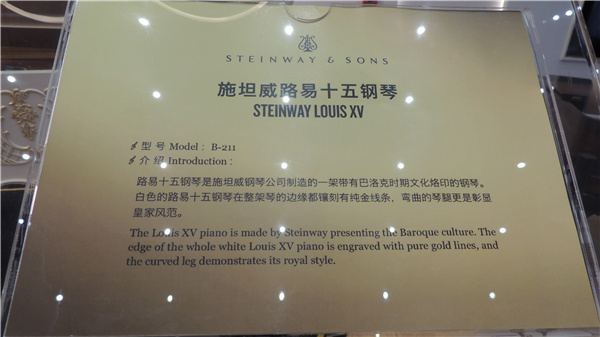 STEINWAY & SONS
施坦威路易十五钢琴
STEINWAY LOUIS XV
型 号 Model : B-211
介 绍 Introduction :
路易十五钢琴是施坦威钢琴公司制造的一架带有巴洛克时期文化烙印的钢琴。
白色的路易十五钢琴在整架琴的边缘都镶刻有纯金线条，弯曲的琴腿更是彰显
皇家风范。
The Louis XV piano is made by Steinway presenting the Baroque culture. The
edge of the whole white Louis XV piano is engraved with pure gold lines, and
the curved leg demonstrates its royal style.